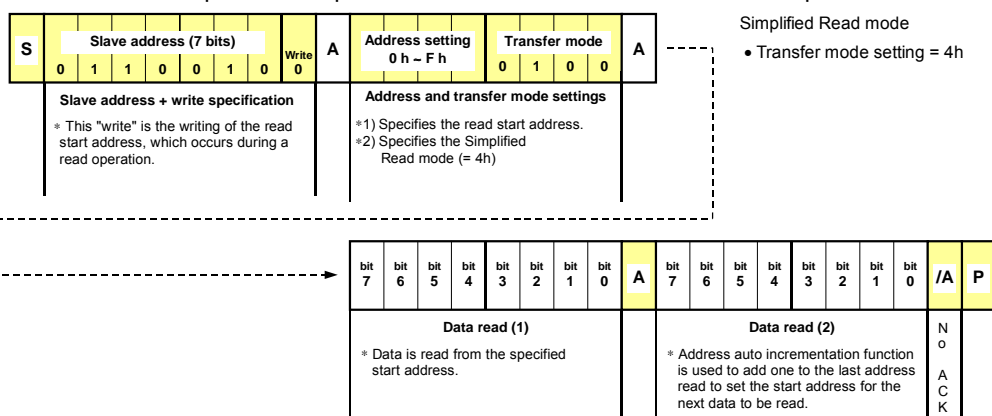 Simplified Read mode
• Transfer mode setting = 4h
S
Slave address (7 bits)
0 1 1 0 0 1 0
Write
0
A
Address setting
0 h ~ F h
Transfer mode
0 1 0 0
A
Slave address + write specification
* This "write" is the writing of the read
start address, which occurs during a
read operation.
Address and transfer mode settings
*1) Specifies the read start address.
*2) Specifies the Simplified
Read mode (= 4h)
bit bit bit bit bit bit bit bit
7 6 5 4 3 2 1 0
A
bit bit bit bit bit bit bit bit
7 6 5 4 3 2 1 0
/A
P
Data read (1)
* Data is read from the specified
start address.
Data read (2)
* Address auto incrementation function
is used to add one to the last address
read to set the start address for the
next data to be read.
No ACK